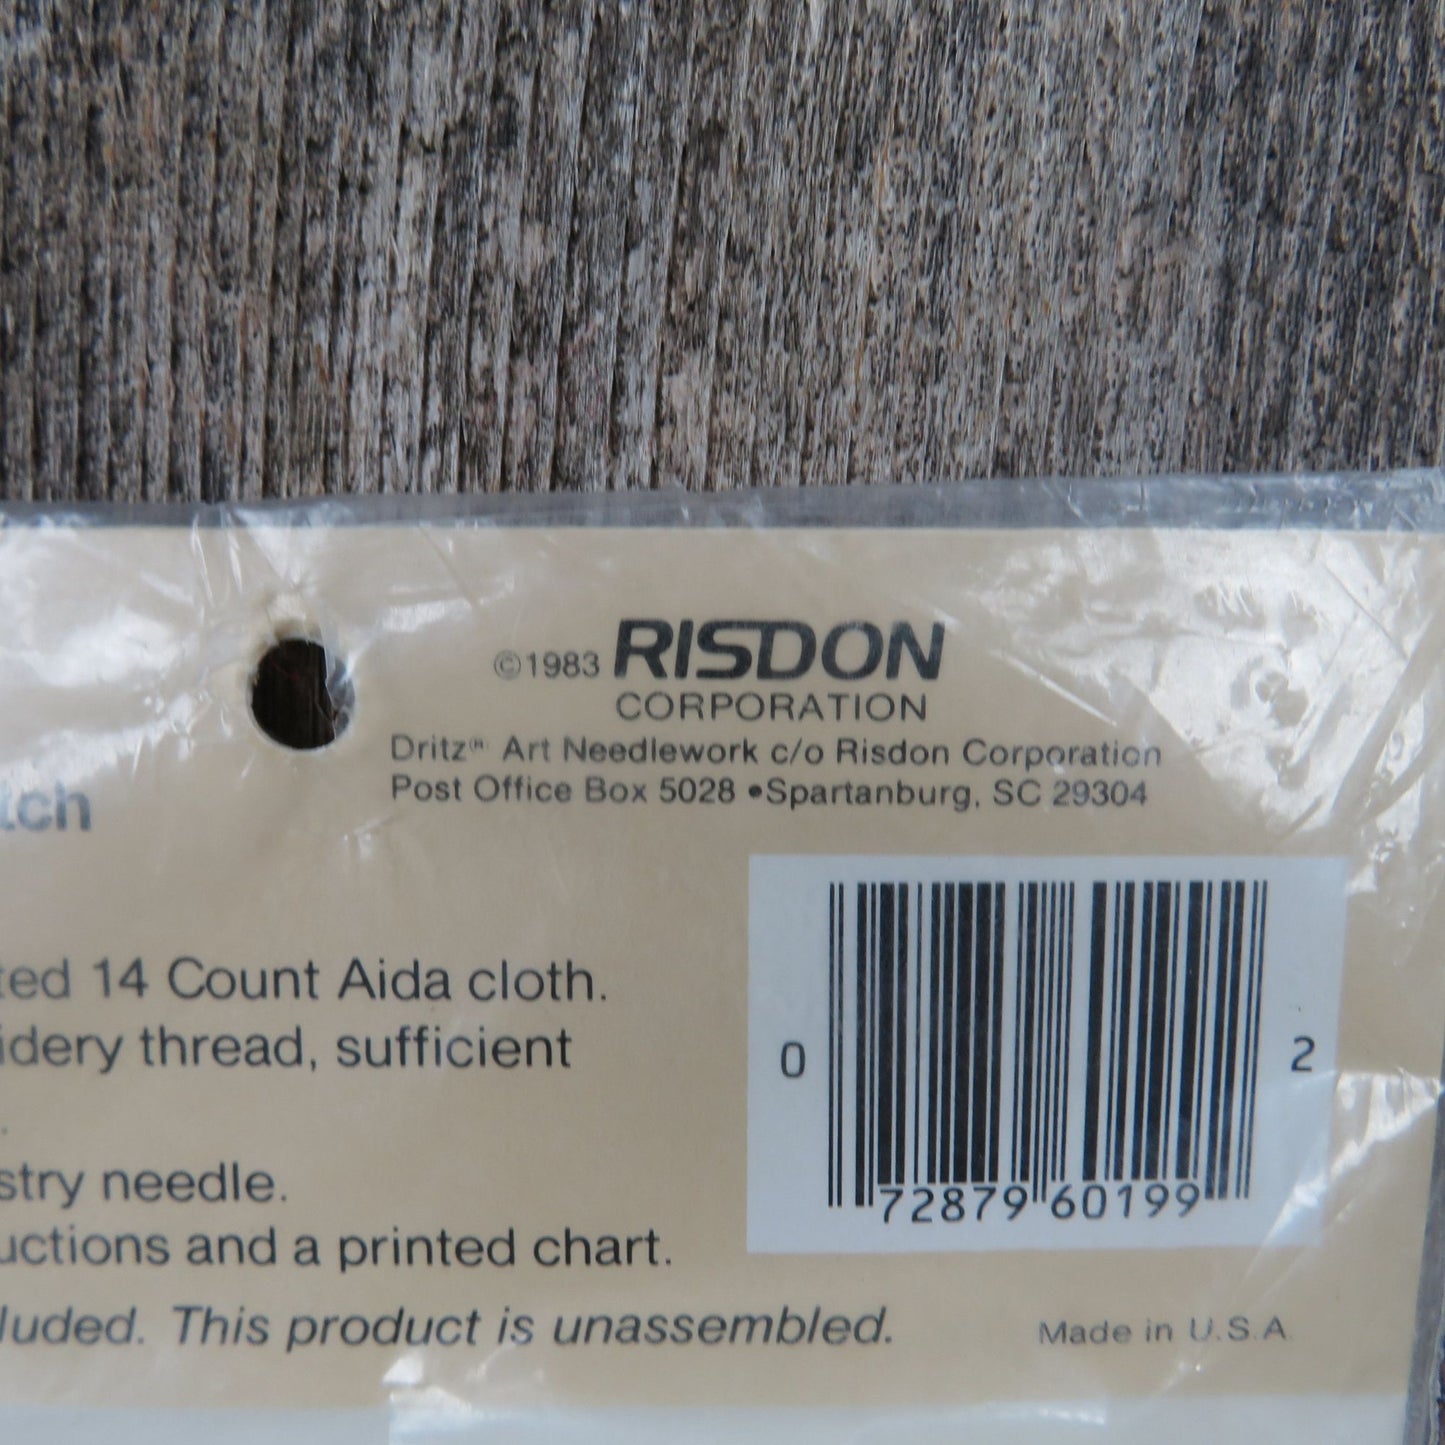 ©1983 RISDON
CORPORATION
Dritz® Art Needlework c/o Risdon Corporation
Post Office Box 5028 •Spartanburg, SC 29304
tch
ted 14 Count Aida cloth.
idery thread, sufficient
.
stry needle.
uctions and a printed chart.
luded. This product is unassembled.
0 72879 60199 2
Made in U.S.A.